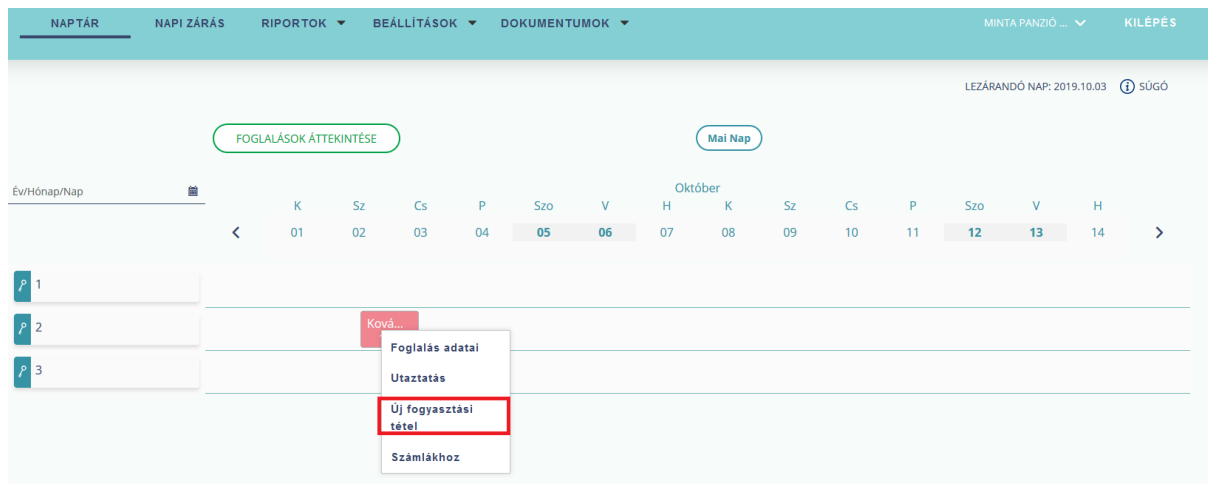 NAPTÁR NAPI ZÁRÁS RIPORTOK BEÁLLÍTÁSOK DOKUMENTUMOK MINTA PANZIÓ ... KILÉPÉS
LEZÁRANDÓ NAP: 2019.10.03 SÚGÓ
FOGLALÁSOK ÁTTEKINTÉSE Mai Nap
Év/Hónap/Nap
Október
K Sz Cs P Szo V H K Sz Cs P Szo V H
01 02 03 04 05 06 07 08 09 10 11 12 13 14
1
2 Ková...
Foglalás adatai
3
Utaztatás
Új fogyasztási
tétel
Számlákhoz